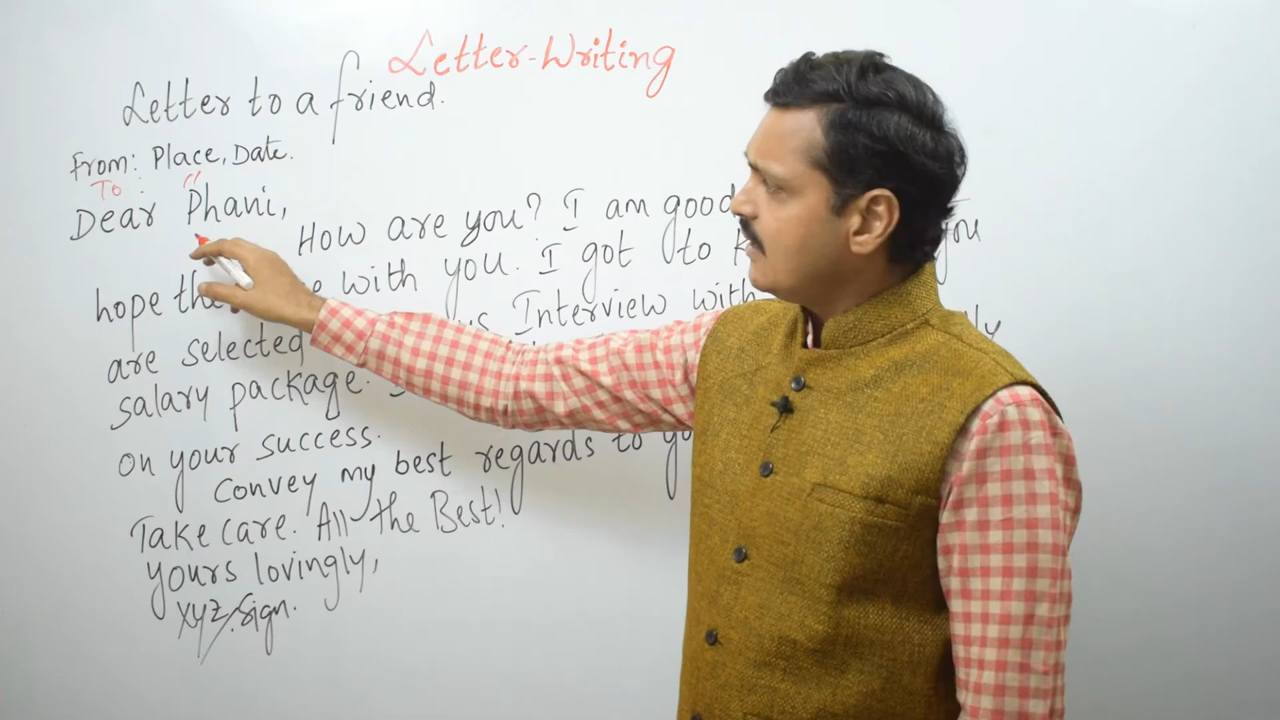 Letter-Writing
Letter to a friend.
From: Place, Date.
To : "
Dear Phani,
How are you? I am good
you
hope the with you. I got to
are selected Interview with
salary package.
on your success.
Convey my best regards to
Take care. All the Best!
yours lovingly,
xyz/sign.